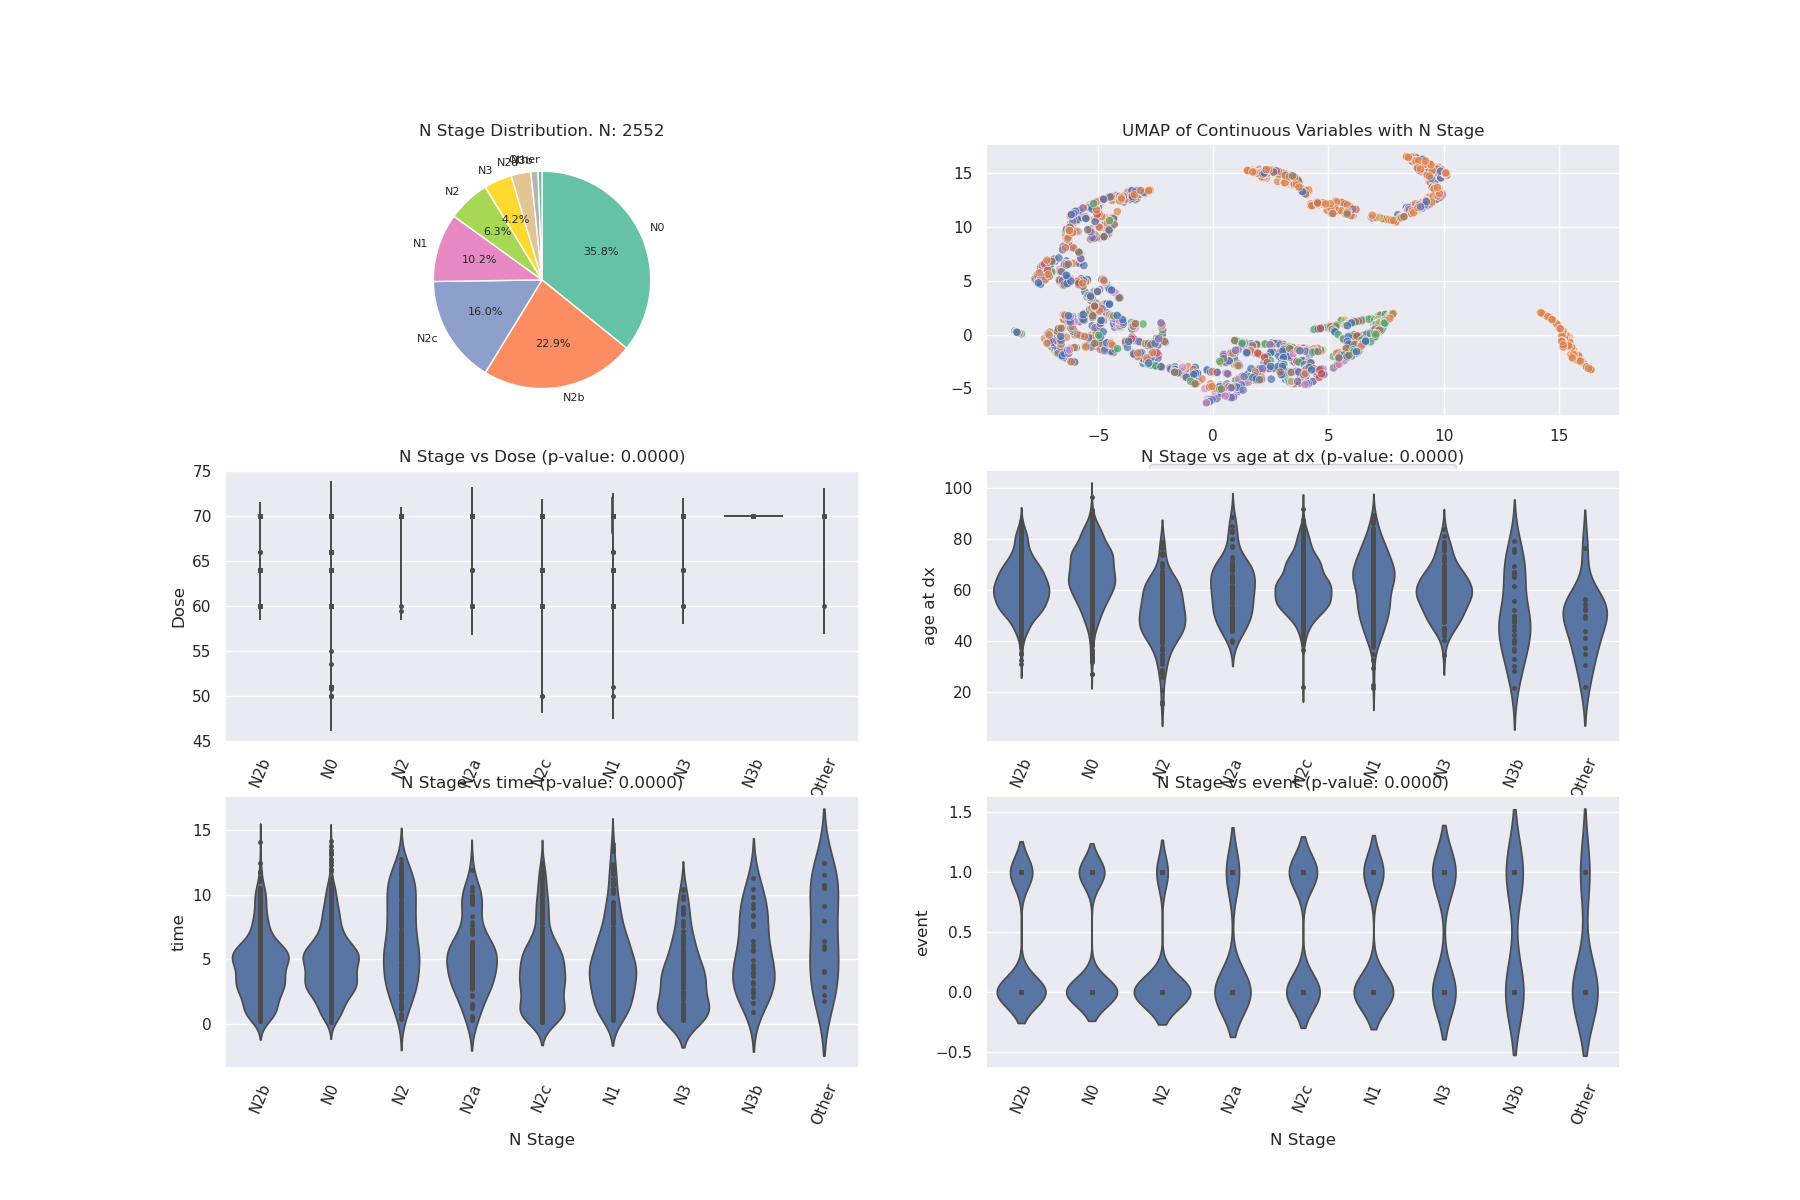 N Stage Distribution. N: 2552
Other
N3
N2
N1
N2c
N2b
N0
4.2%
6.3%
10.2%
16.0%
22.9%
35.8%
UMAP of Continuous Variables with N Stage
15
10
5
0
−5
−5 0 5 10 15
N Stage vs Dose (p-value: 0.0000)
Dose
75
70
65
60
55
50
45
N2b N0 N2 N2a N2c N1 N3 N3b Other
N Stage vs age at dx (p-value: 0.0000)
age at dx
100
80
60
40
20
N2b N0 N2 N2a N2c N1 N3 N3b Other
N Stage vs time (p-value: 0.0000)
time
15
10
5
0
N2b N0 N2 N2a N2c N1 N3 N3b Other
N Stage
N Stage vs event (p-value: 0.0000)
event
1.5
1.0
0.5
0.0
−0.5
N2b N0 N2 N2a N2c N1 N3 N3b Other
N Stage